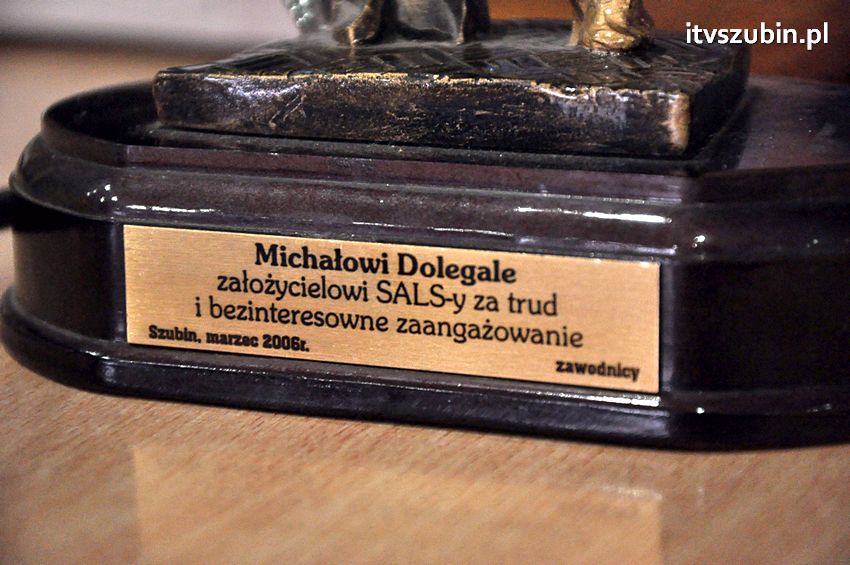 itvszubin.pl
Michałowi Dolegale
założycielowi SALS-y za trud
i bezinteresowne zaangażowanie
Szubin, marzec 2006r.
zawodnicy